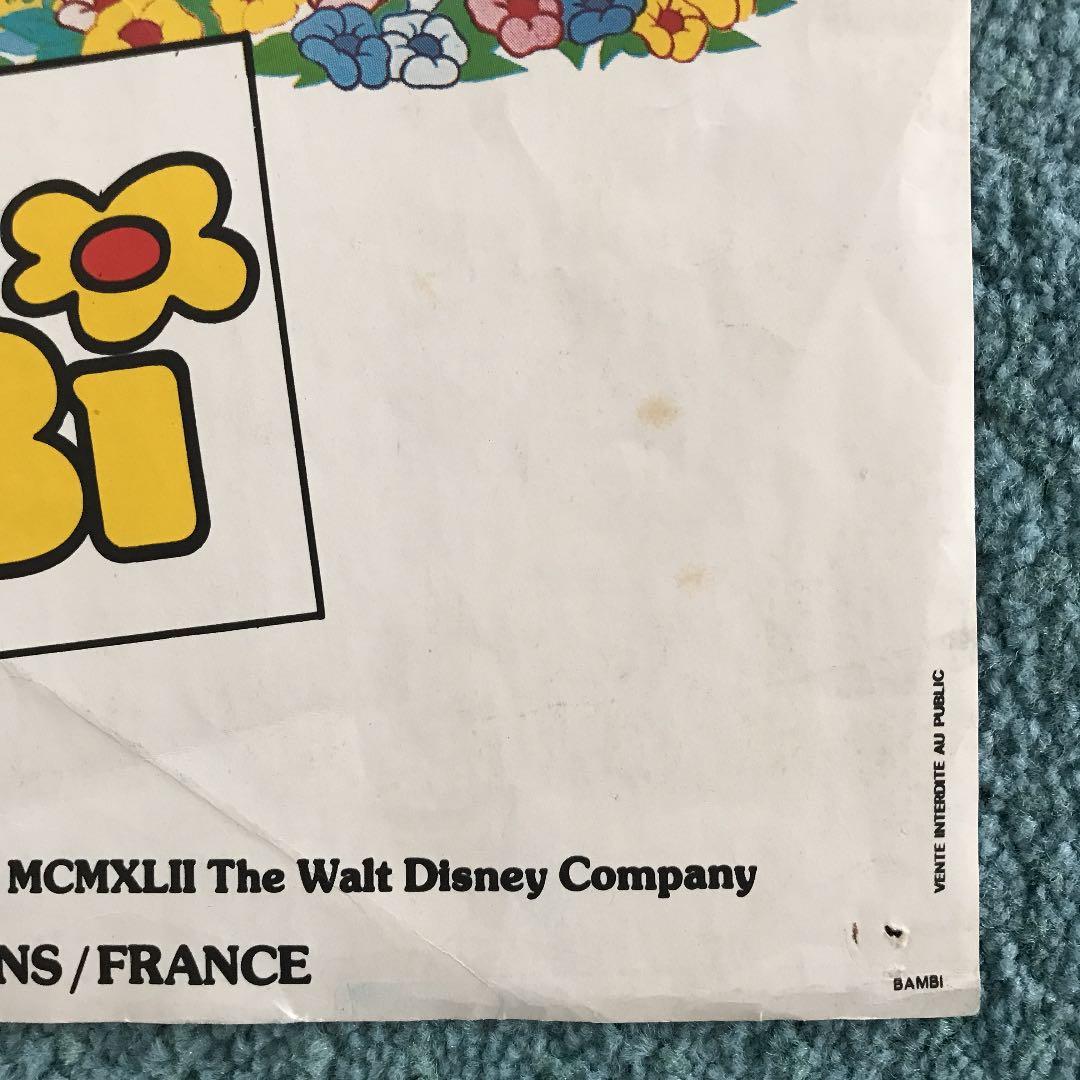 Bi
MCMXLII The Walt Disney Company
NS / FRANCE
VENTE INTERDITE AU PUBLIC
BAMBI